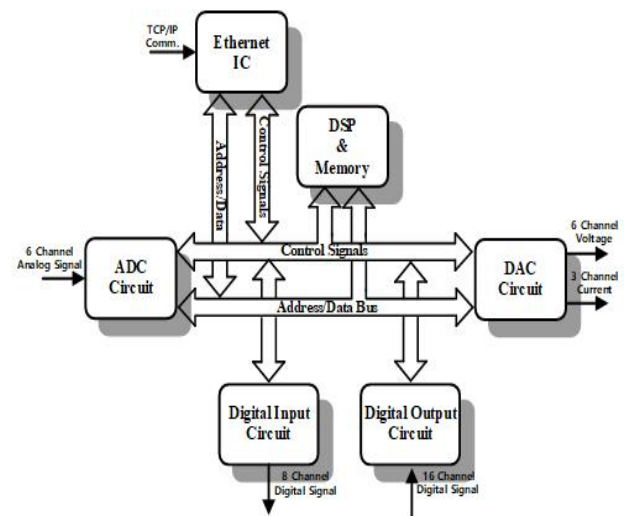 TCP/IP
Comm.
Ethernet
IC
Address/Data
Control Signals
DSP
&
Memory
6 Channel
Analog Signal
ADC
Circuit
Control Signals
Address/Data Bus
DAC
Circuit
6 Channel
Voltage
3 Channel
Current
Digital Input
Circuit
Digital Output
Circuit
8 Channel
Digital Signal
16 Channel
Digital Signal